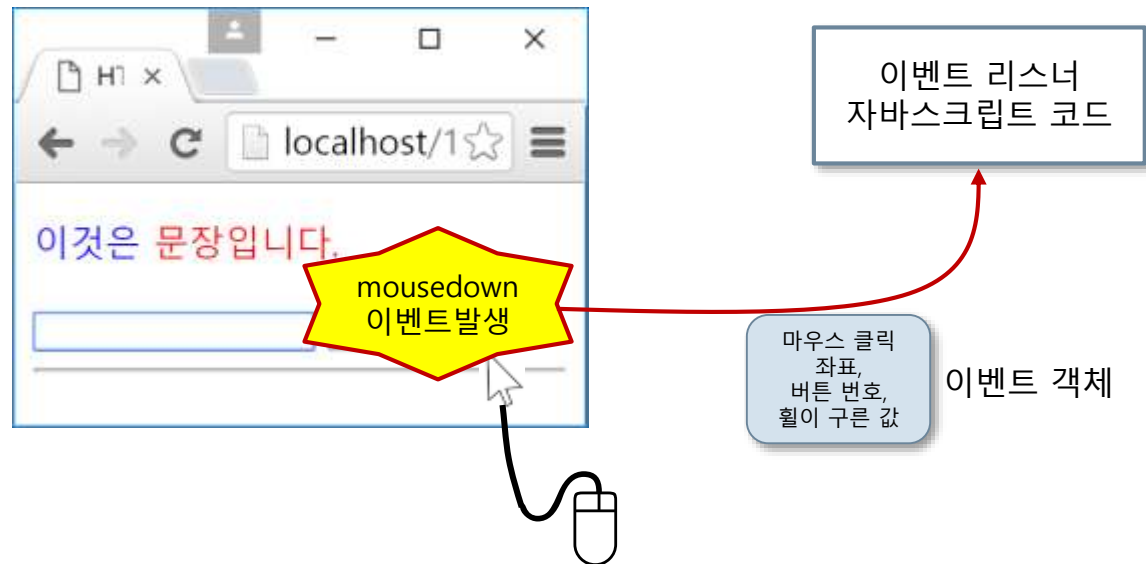 HT
localhost/1
이것은 문장입니다.
mousedown
이벤트발생
이벤트 리스너
자바스크립트 코드
마우스 클릭
좌표,
버튼 번호,
휠이 구른 값
이벤트 객체